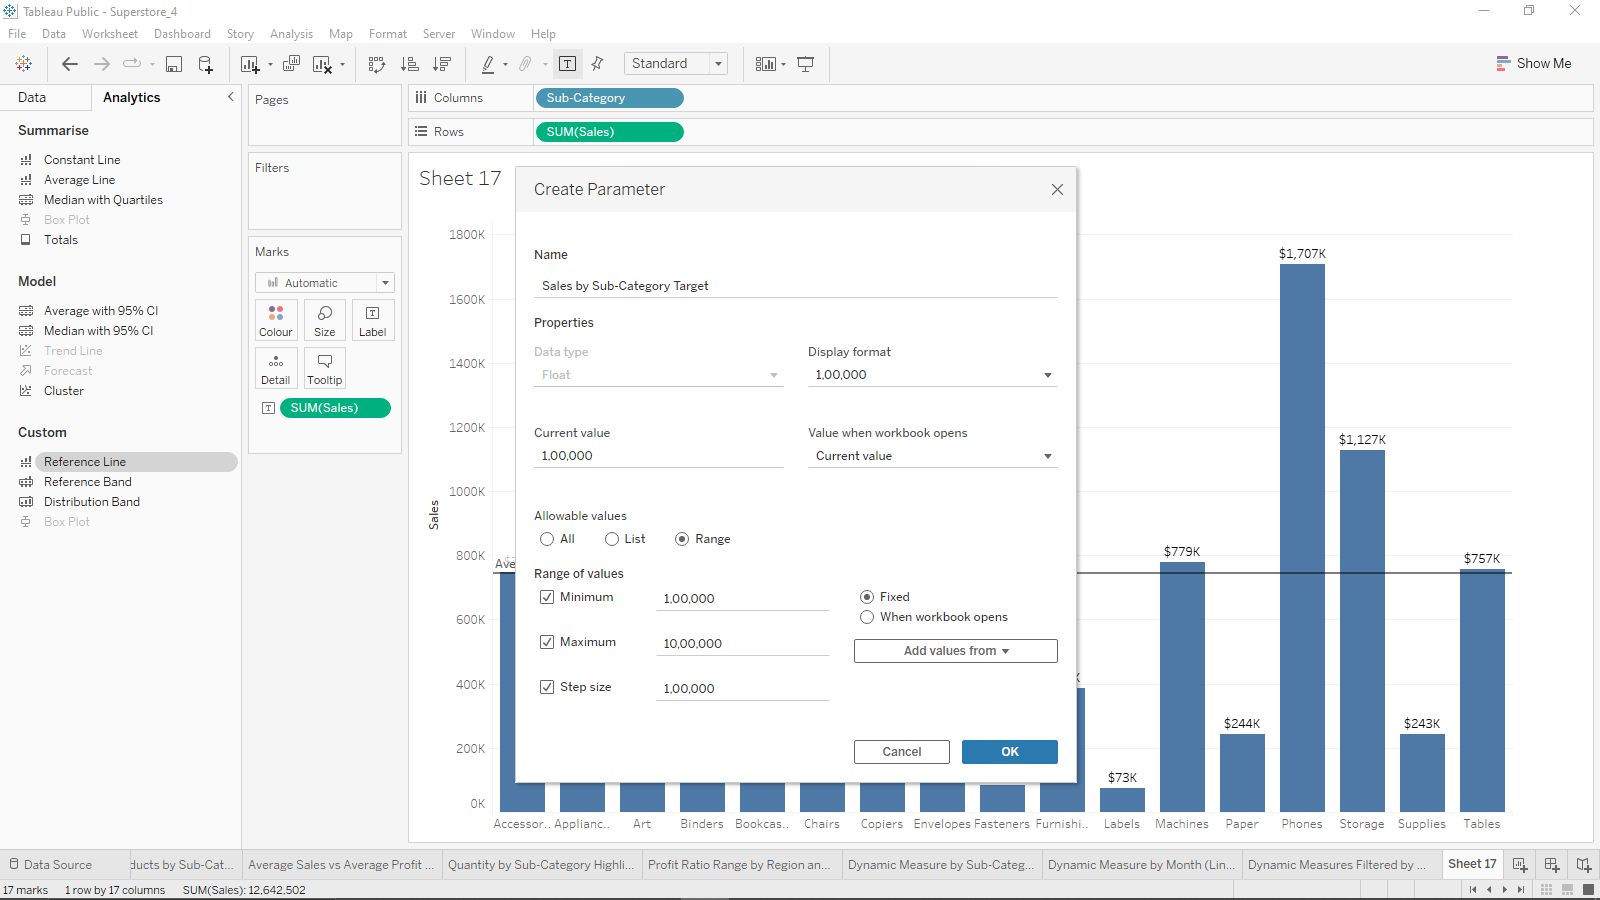 Tableau Public - Superstore_4
File Data Worksheet Dashboard Story Analysis Map Format Server Window Help
Standard
Show Me
Data Analytics
Summarise
Constant Line
Average Line
Median with Quartiles
Box Plot
Totals
Model
Average with 95% CI
Median with 95% CI
Trend Line
Forecast
Cluster
Custom
Reference Line
Reference Band
Distribution Band
Box Plot
Pages
Filters
Marks
Automatic
Colour Size Label
Detail Tooltip
SUM(Sales)
Columns Sub-Category
Rows SUM(Sales)
Sheet 17
Sales
1800K
1600K
1400K
1200K
1000K
800K
600K
400K
200K
0K
Ave
$1,707K
$1,127K
$779K
$757K
$244K
$243K
$73K
K
Accessor.. Applianc.. Art Binders Bookcas.. Chairs Copiers Envelopes Fasteners Furnishi.. Labels Machines Paper Phones Storage Supplies Tables
Create Parameter
Name
Sales by Sub-Category Target
Properties
Data type Display format
Float 1,00,000
Current value Value when workbook opens
1,00,000 Current value
Allowable values
All List Range
Range of values
Minimum 1,00,000 Fixed
When workbook opens
Maximum 10,00,000 Add values from
Step size 1,00,000
Cancel OK
Data Source ducts by Sub-Cat... Average Sales vs Average Profit ... Quantity by Sub-Category Highli... Profit Ratio Range by Region an... Dynamic Measure by Sub-Categ... Dynamic Measure by Month (Lin... Dynamic Measures Filtered by ... Sheet 17
17 marks 1 row by 17 columns SUM(Sales): 12,642,502